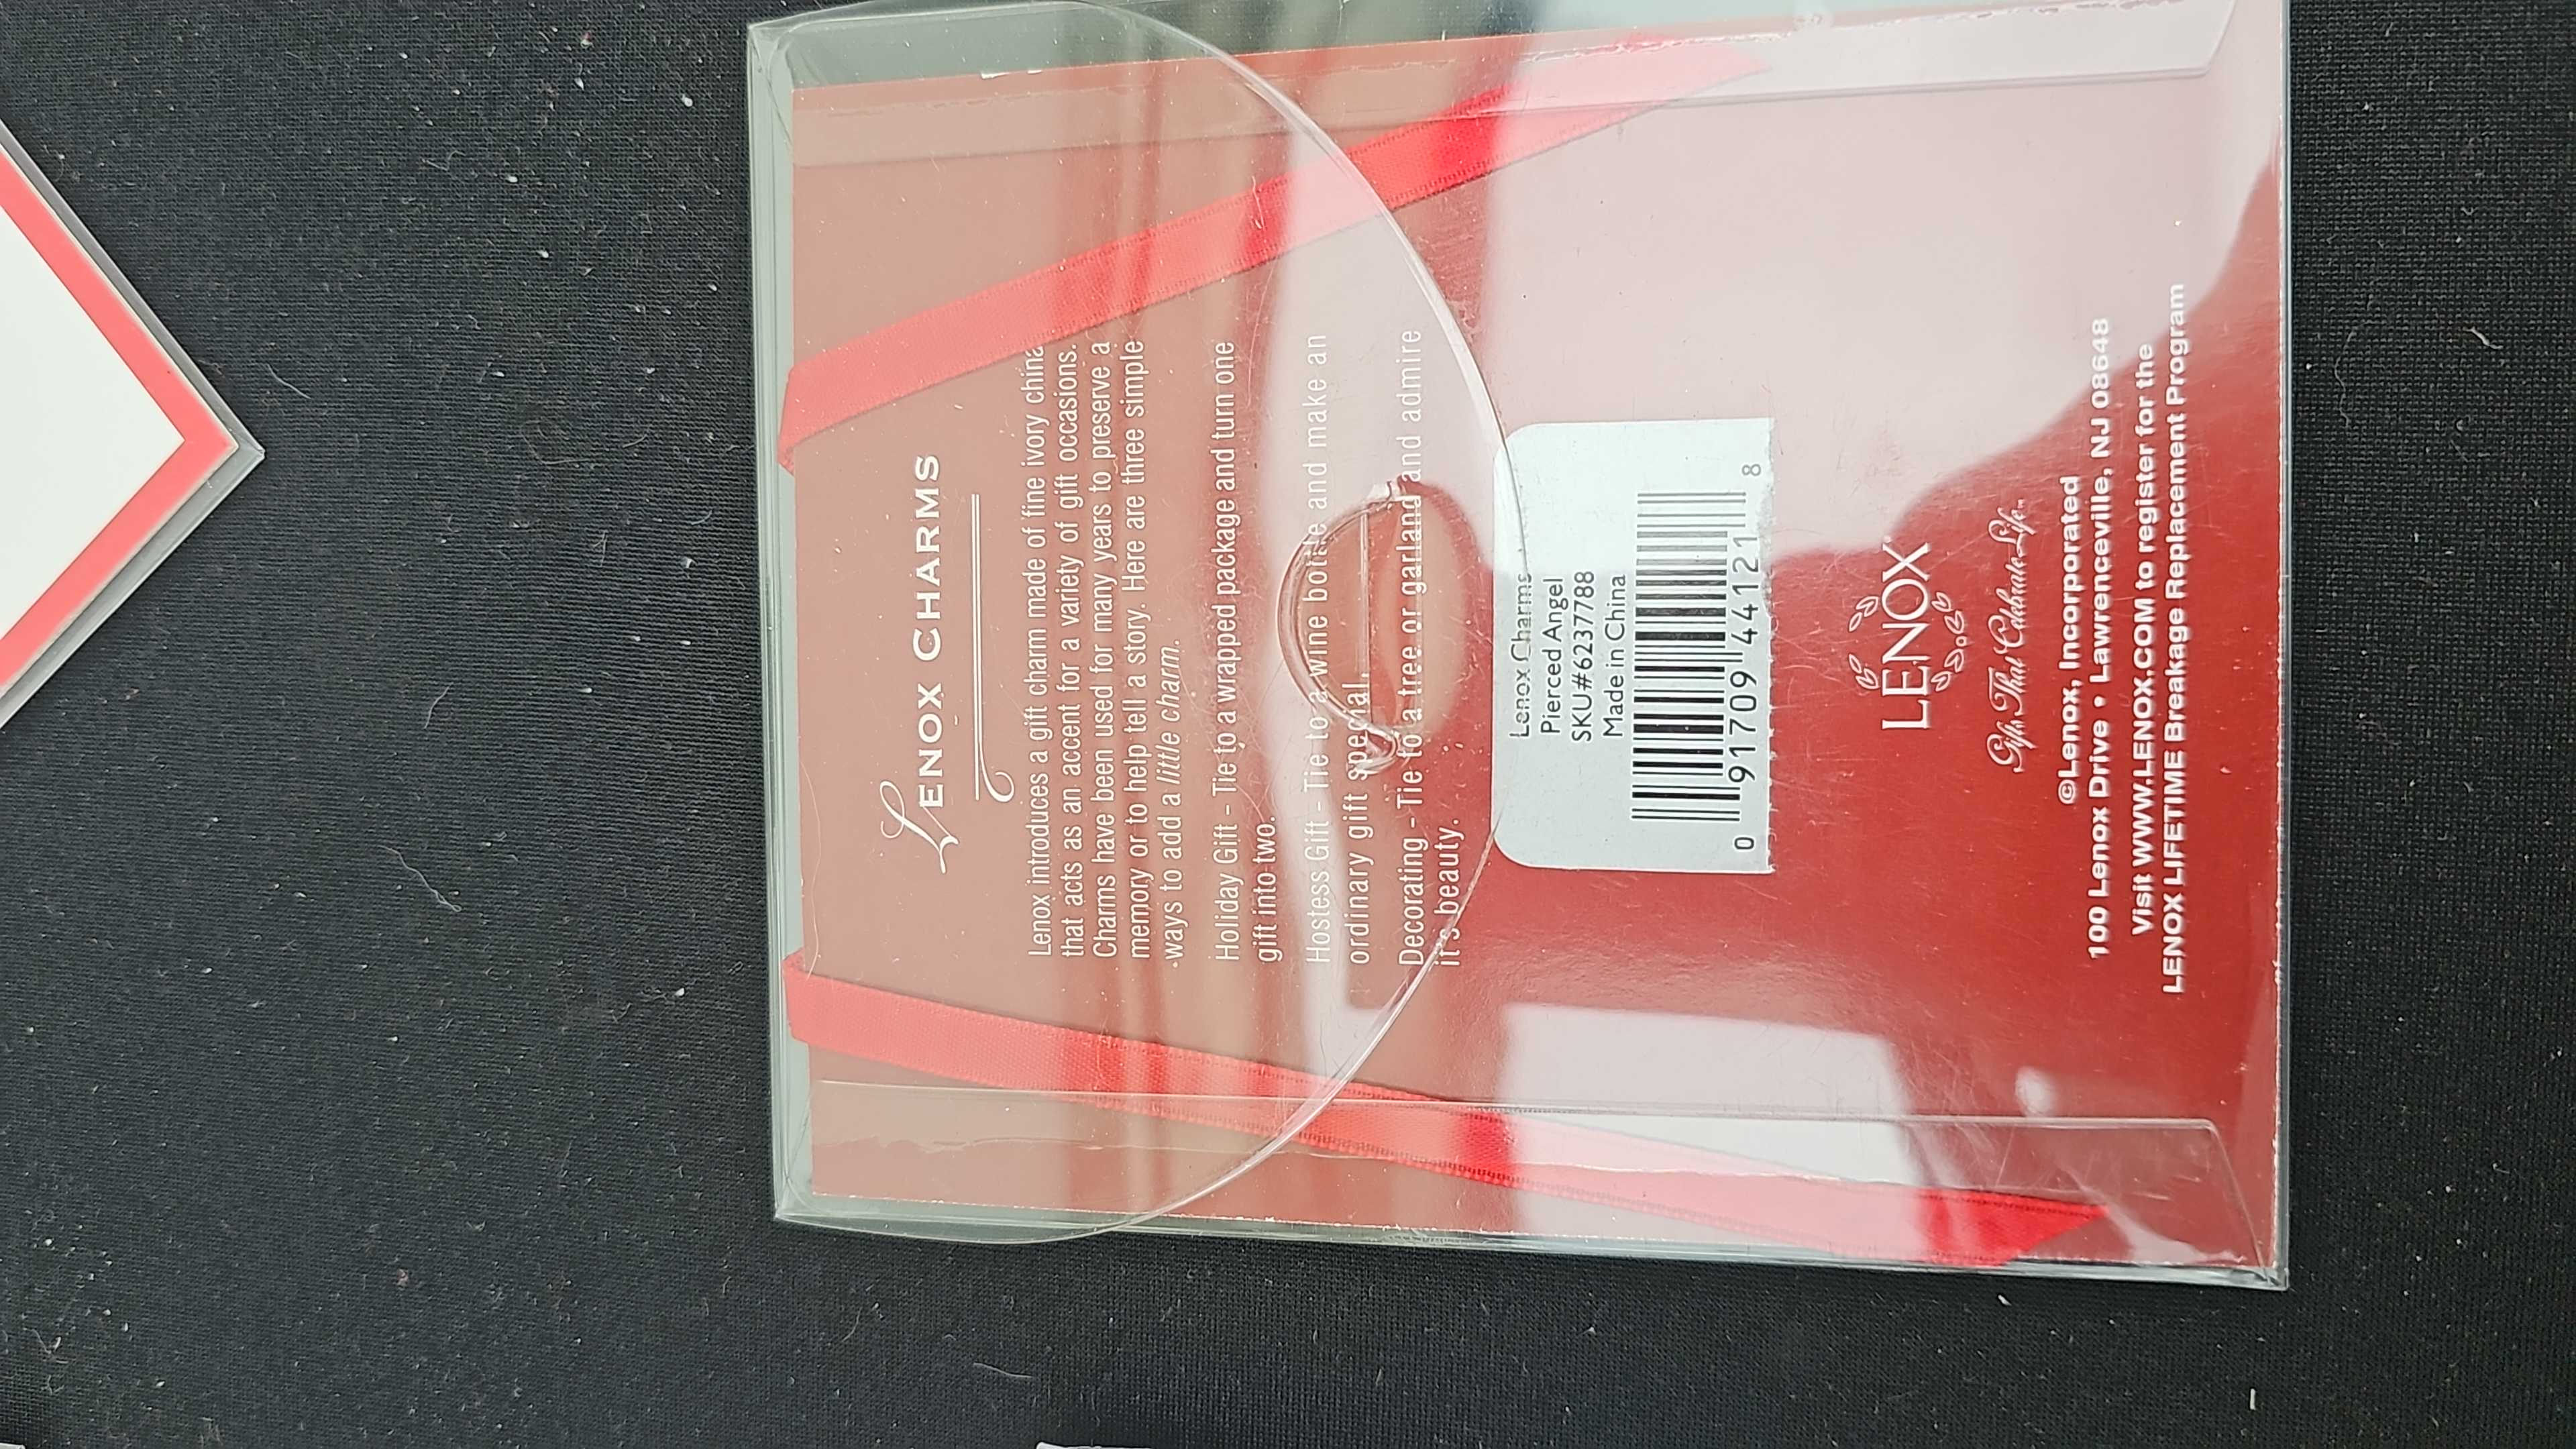 LENOX CHARMS
Lenox introduces a gift charm made of fine ivory china
that acts as an accent for a variety of gift occasions.
Charms have been used for many years to preserve a
memory or to help tell a story. Here are three simple
ways to add a little charm.
Holiday Gift – Tie to a wrapped package and turn one
gift into two.
Hostess Gift - Tie to a wine bottle and make an
ordinary gift special.
Decorating - Tie to a tree or garland and admire
it's beauty.
Lenox Charms
Pierced Angel
SKU#6237788
Made in China
0 91709 44121 8
LENOX
Gifts That Celebrate Life™
©Lenox, Incorporated
100 Lenox Drive • Lawrenceville, NJ 08648
Visit WWW.LENOX.COM to register for the
LENOX LIFETIME Breakage Replacement Program